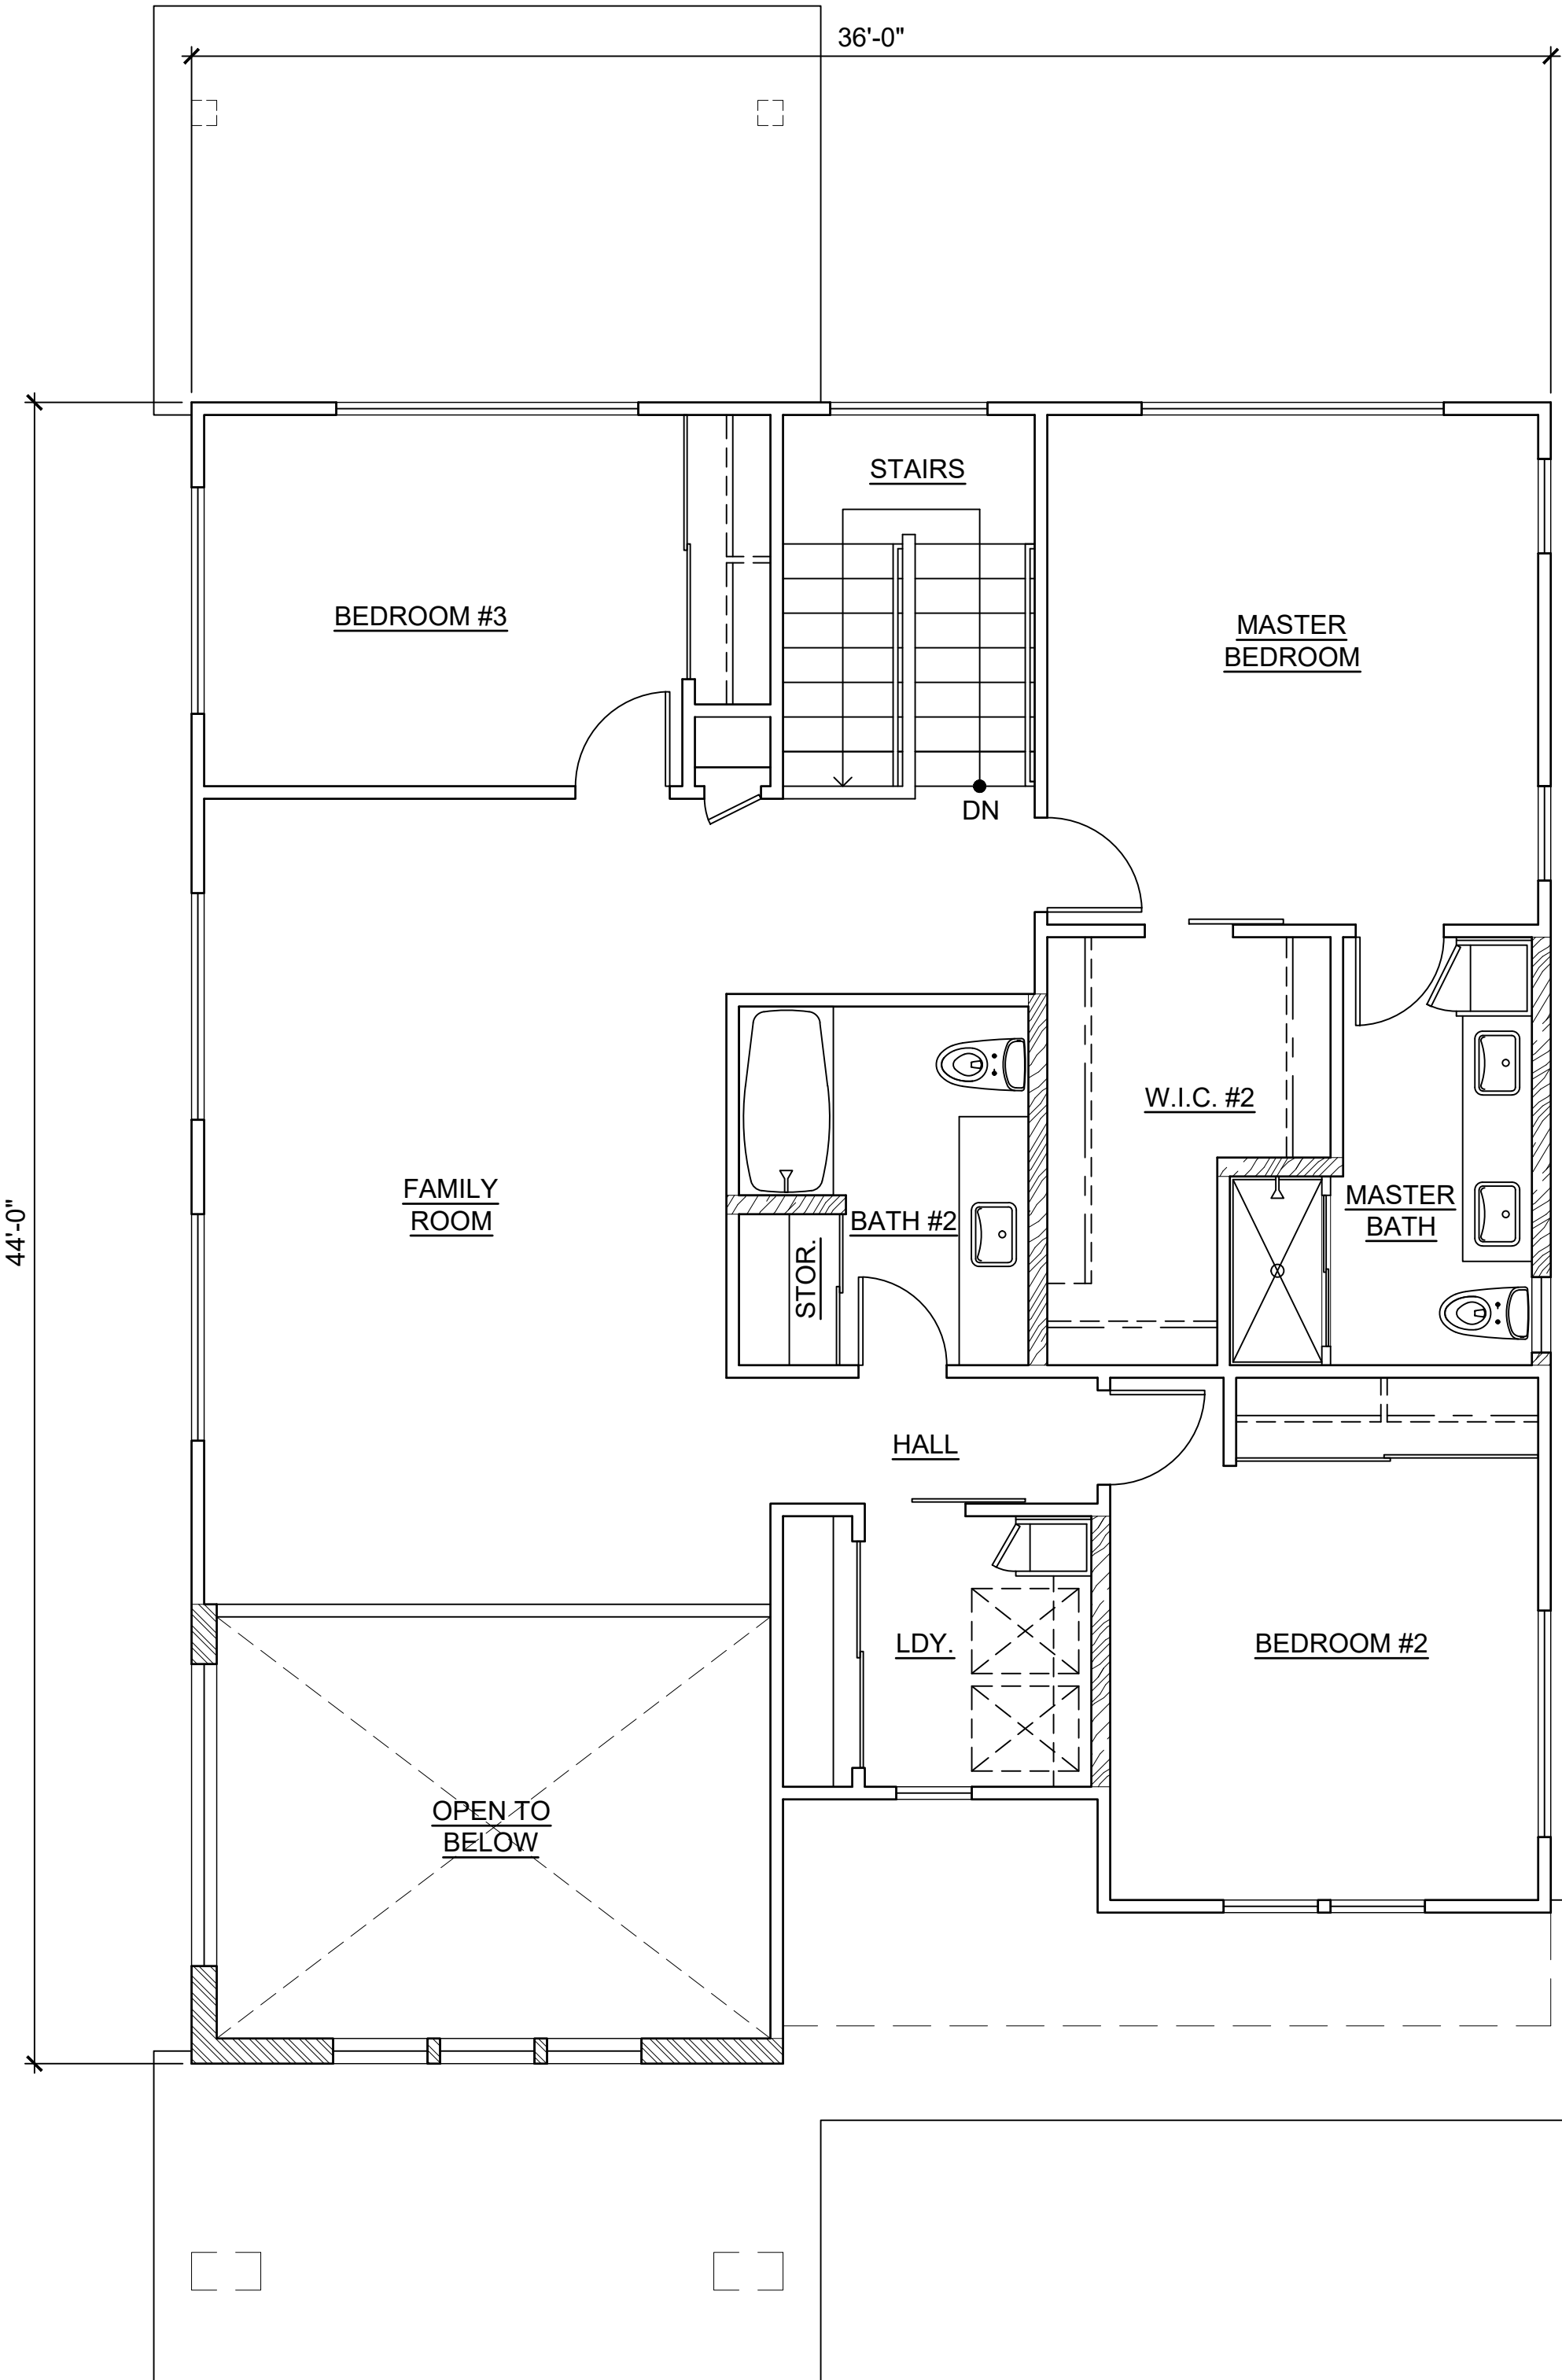 36'-0"
STAIRS
BEDROOM #3
MASTER
BEDROOM
DN
W.I.C. #2
FAMILY
ROOM
44'-0"
MASTER
BATH
BATH #2
STOR.
HALL
LDY.
BEDROOM #2
OPEN TO
BELOW